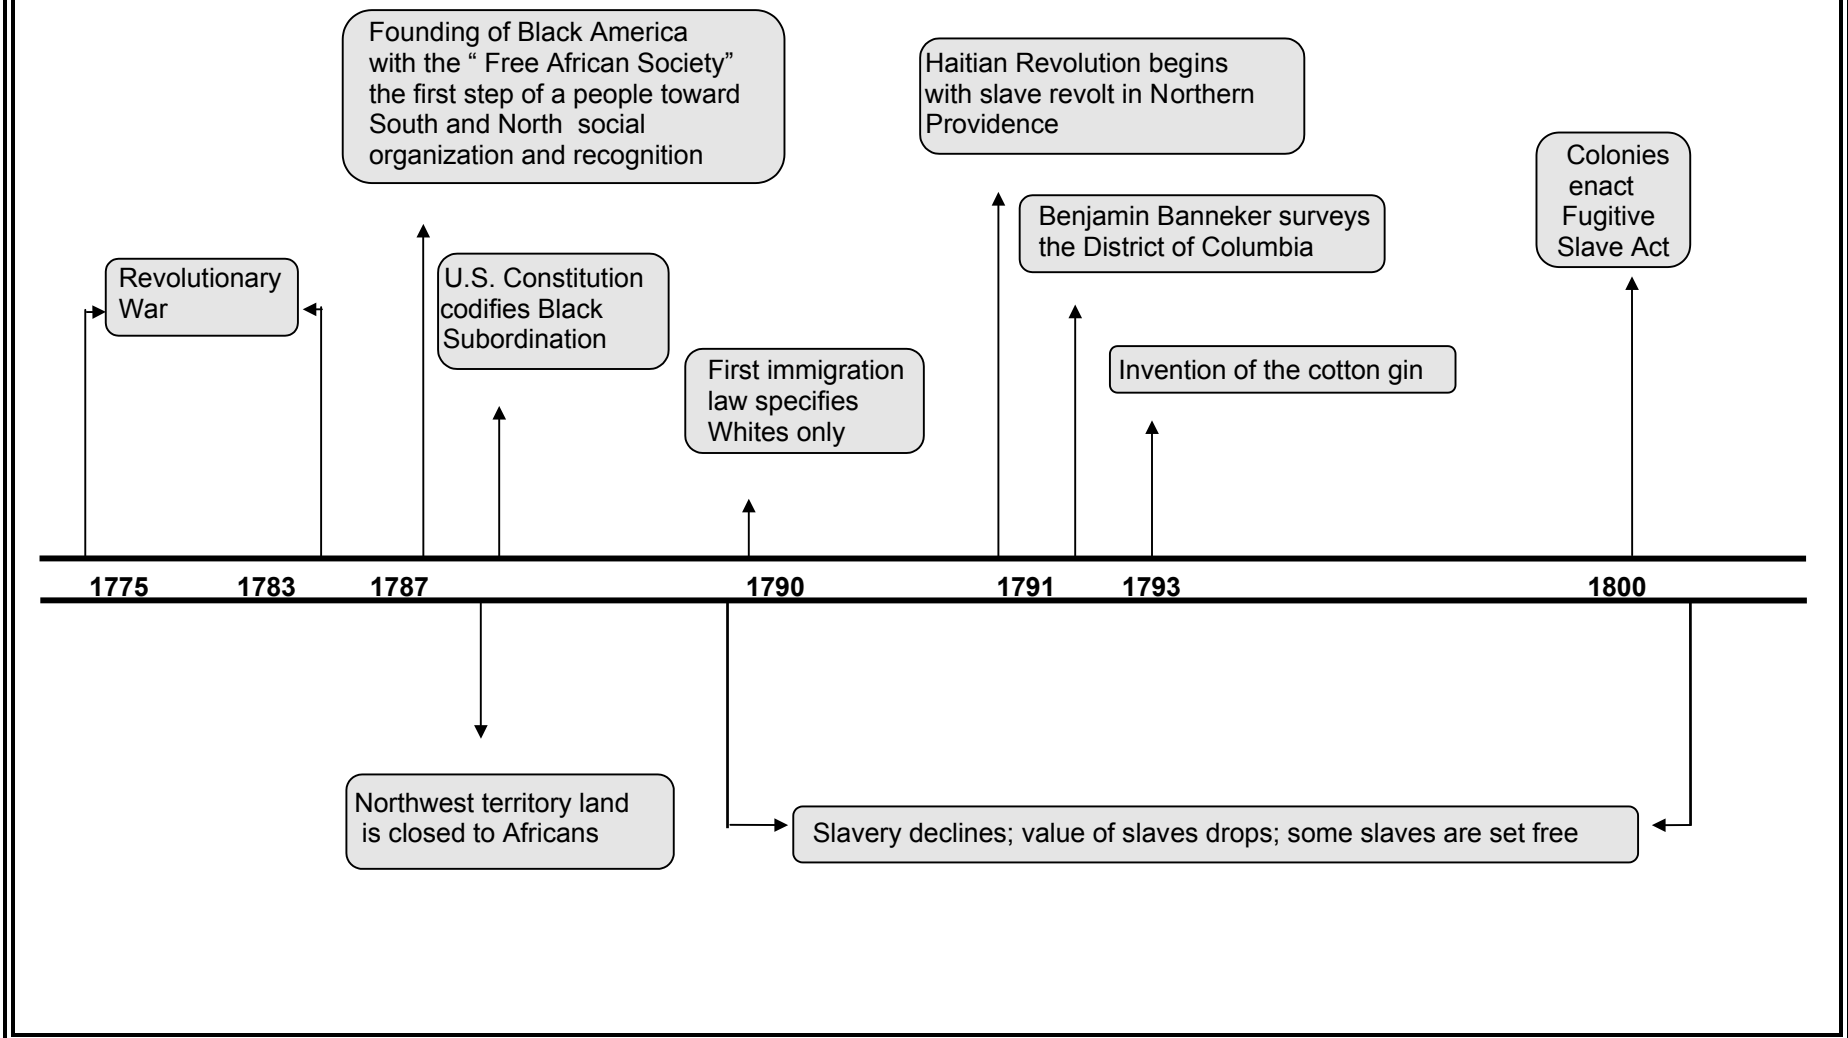 Founding of Black America
with the “ Free African Society”
the first step of a people toward
South and North social
organization and recognition
Haitian Revolution begins
with slave revolt in Northern
Providence
Colonies
enact
Fugitive
Slave Act
Benjamin Banneker surveys
the District of Columbia
Revolutionary
War
U.S. Constitution
codifies Black
Subordination
First immigration
law specifies
Whites only
Invention of the cotton gin
1775 1783 1787 1790 1791 1793 1800
Northwest territory land
is closed to Africans
Slavery declines; value of slaves drops; some slaves are set free